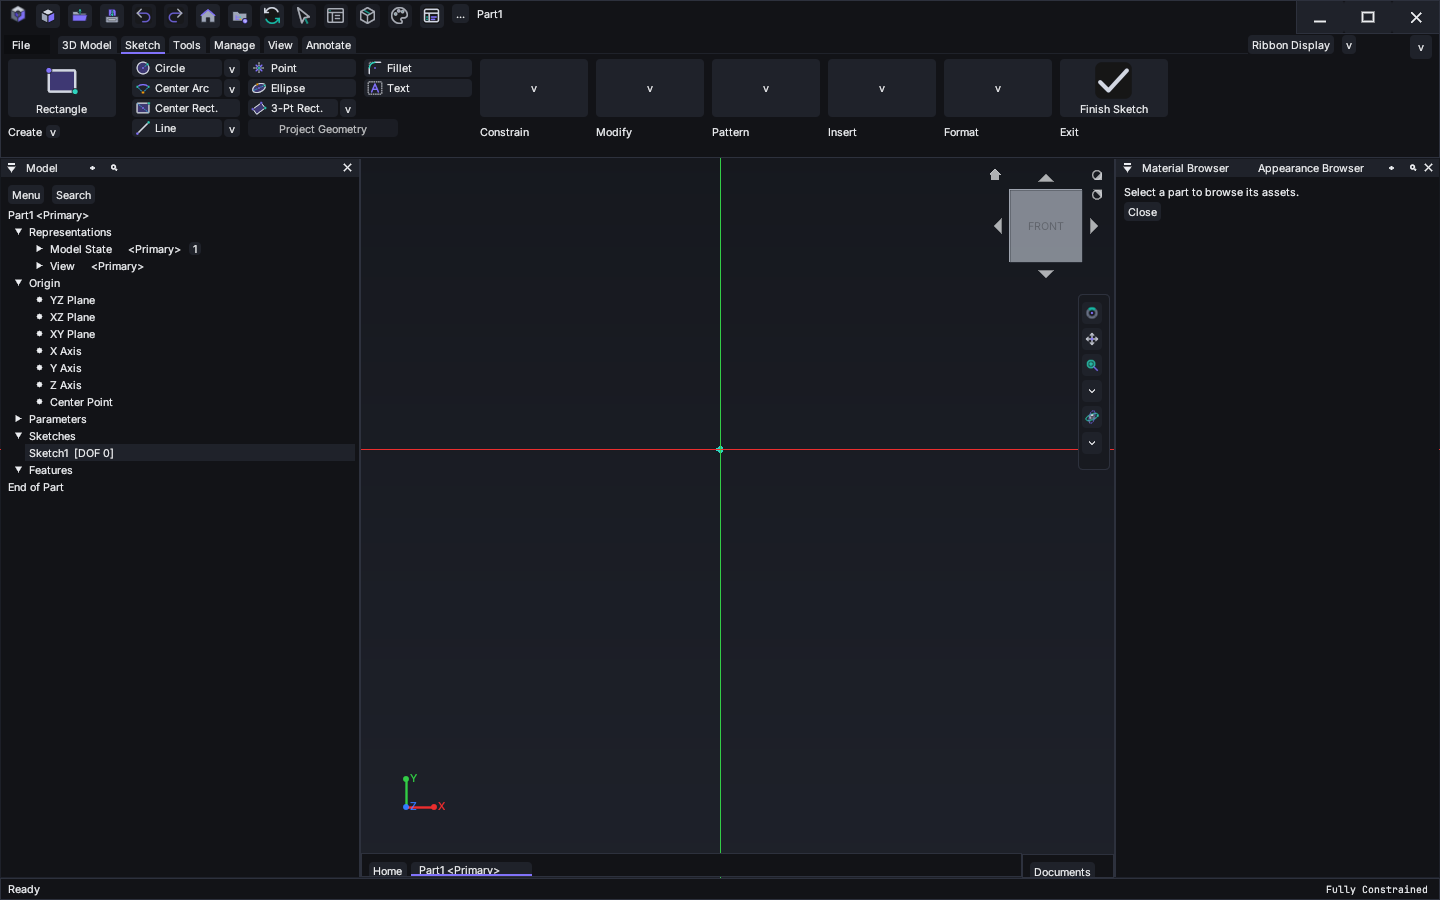 ... Part1
File 3D Model Sketch Tools Manage View Annotate Ribbon Display v v
Rectangle
Create v
Circle v Point Fillet
Center Arc v Ellipse Text
Center Rect. 3-Pt Rect. v
Line v Project Geometry
v v v v v
Constrain Modify Pattern Insert Format
Finish Sketch
Exit
Model
Menu Search
Part1 <Primary>
Representations
Model State <Primary> 1
View <Primary>
Origin
YZ Plane
XZ Plane
XY Plane
X Axis
Y Axis
Z Axis
Center Point
Parameters
Sketches
Sketch1 [DOF 0]
Features
End of Part
FRONT
Y
Z X
Material Browser Appearance Browser
Select a part to browse its assets.
Close
Home Part1 <Primary> Documents
Ready Fully Constrained